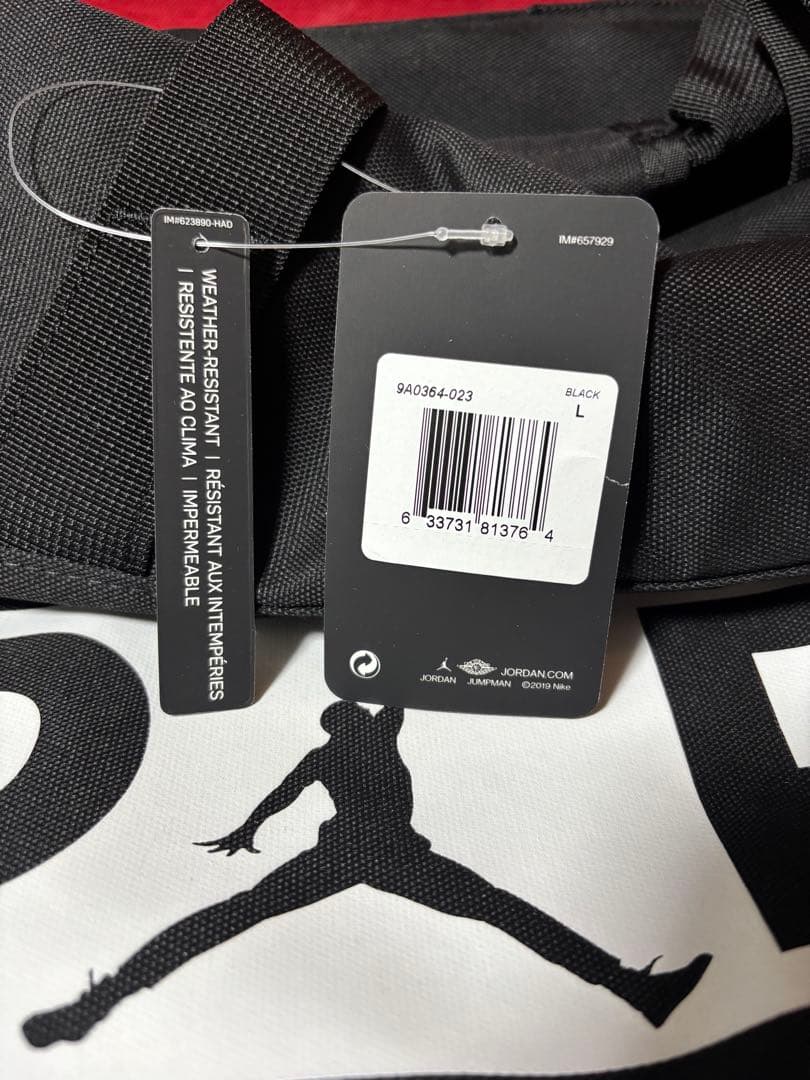 IM#623890-HAD
WEATHER-RESISTANT | RÉSISTANT AUX INTEMPÉRIES
| RESISTENTE AO CLIMA | IMPERMEABLE
IM#657929
9A0364-023
BLACK
L
6 33731 81376 4
JORDAN JUMPMAN JORDAN.COM
©2019 Nike